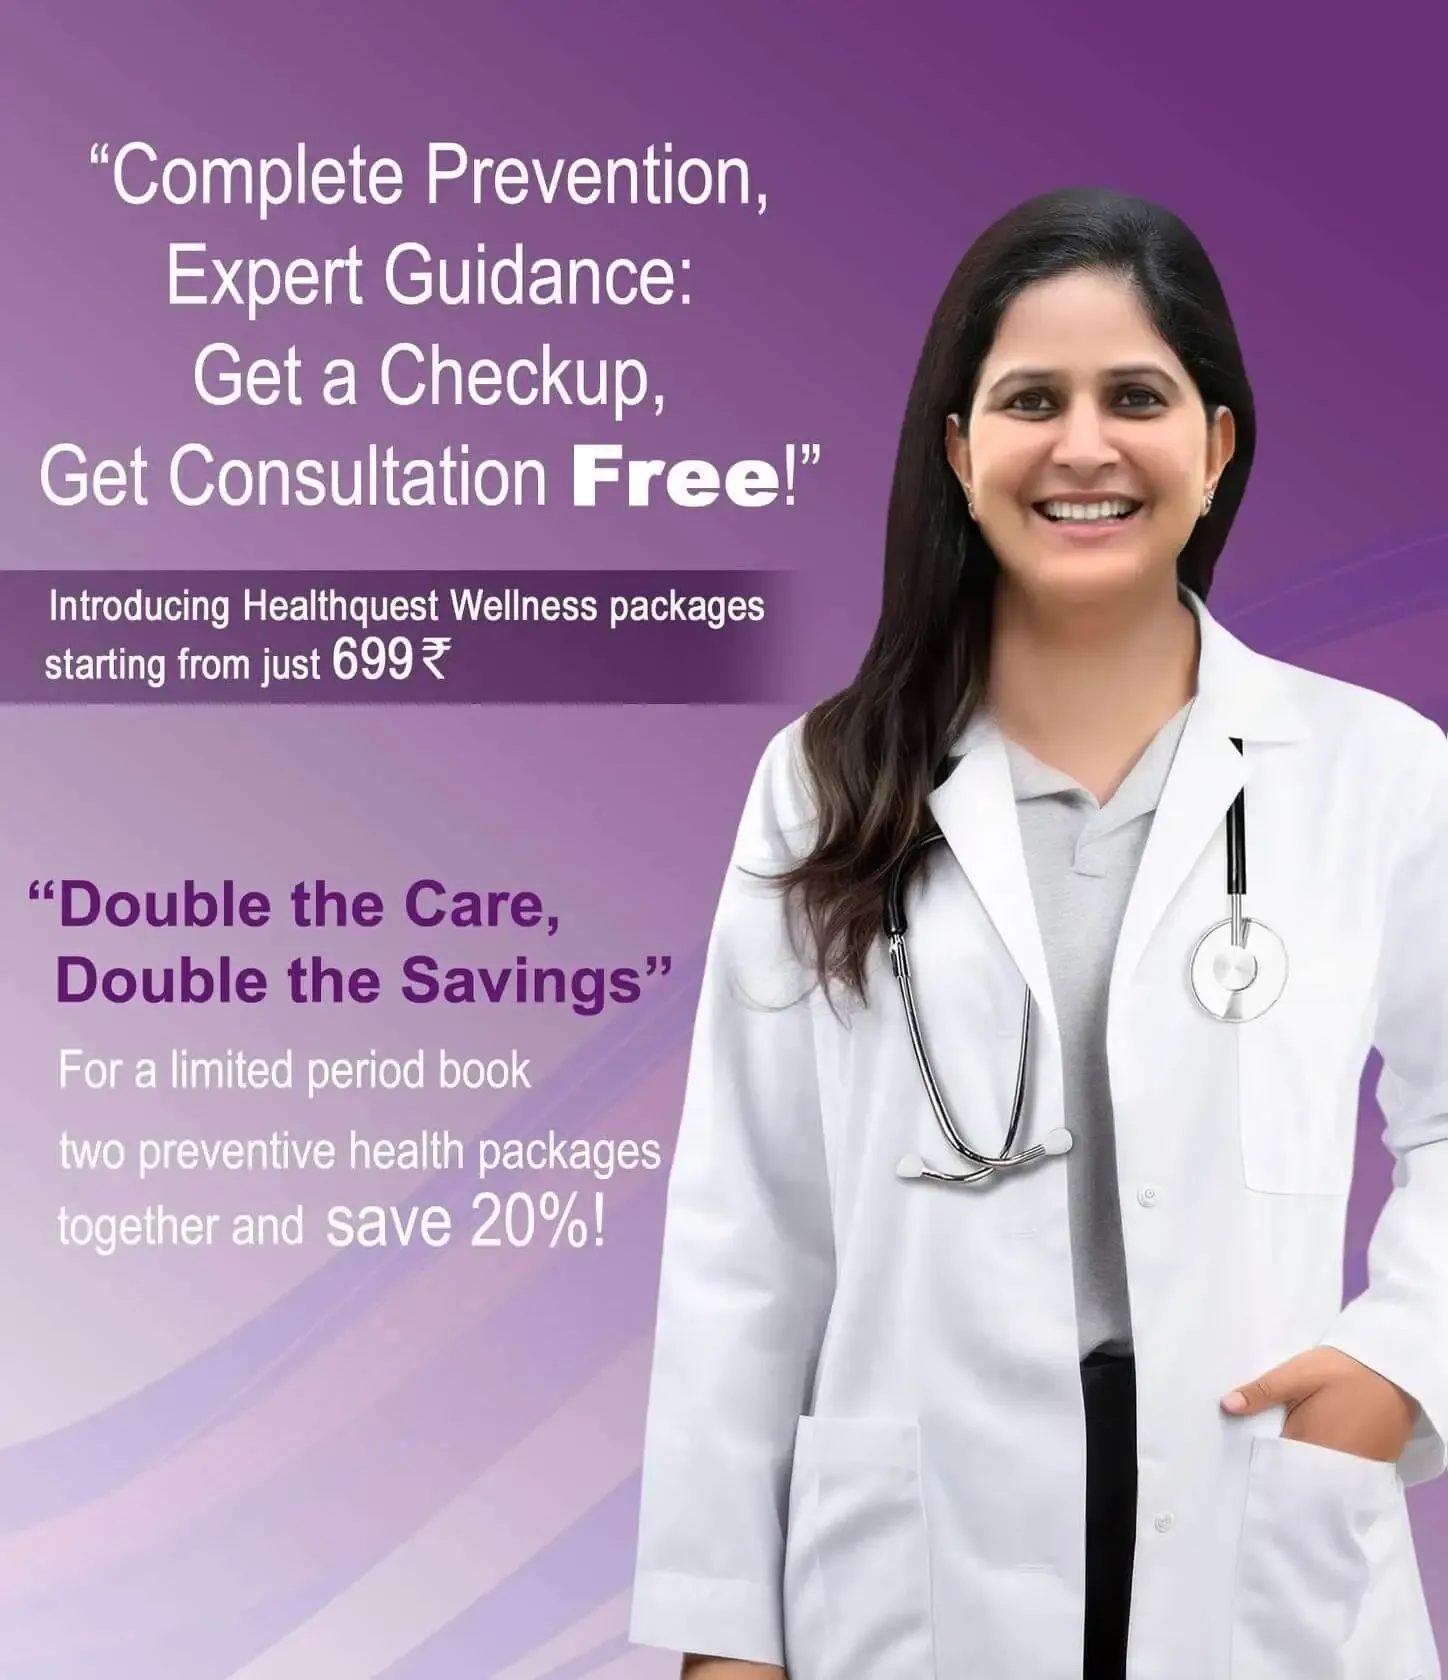 “Complete Prevention,
Expert Guidance:
Get a Checkup,
Get Consultation Free!”
Introducing Healthquest Wellness packages
starting from just 699₹
“Double the Care,
Double the Savings”
For a limited period book
two preventive health packages
together and save 20%!